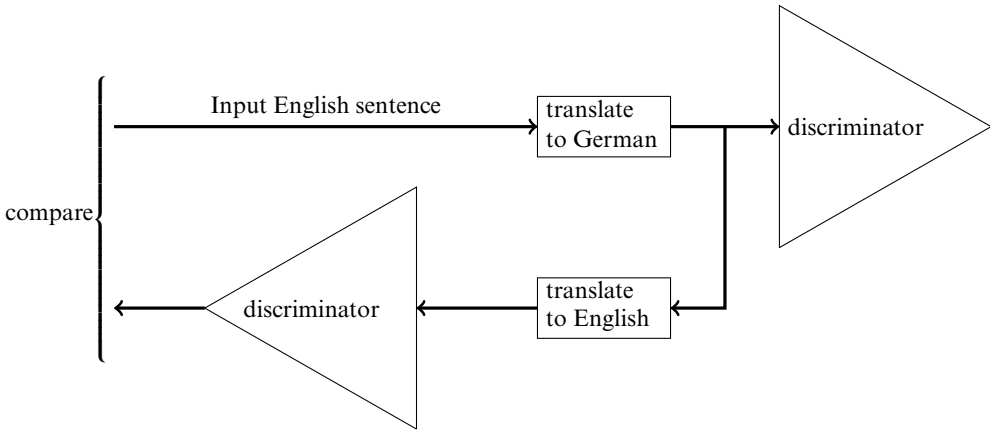 Input English sentence
translate
to German
discriminator
compare
discriminator
translate
to English